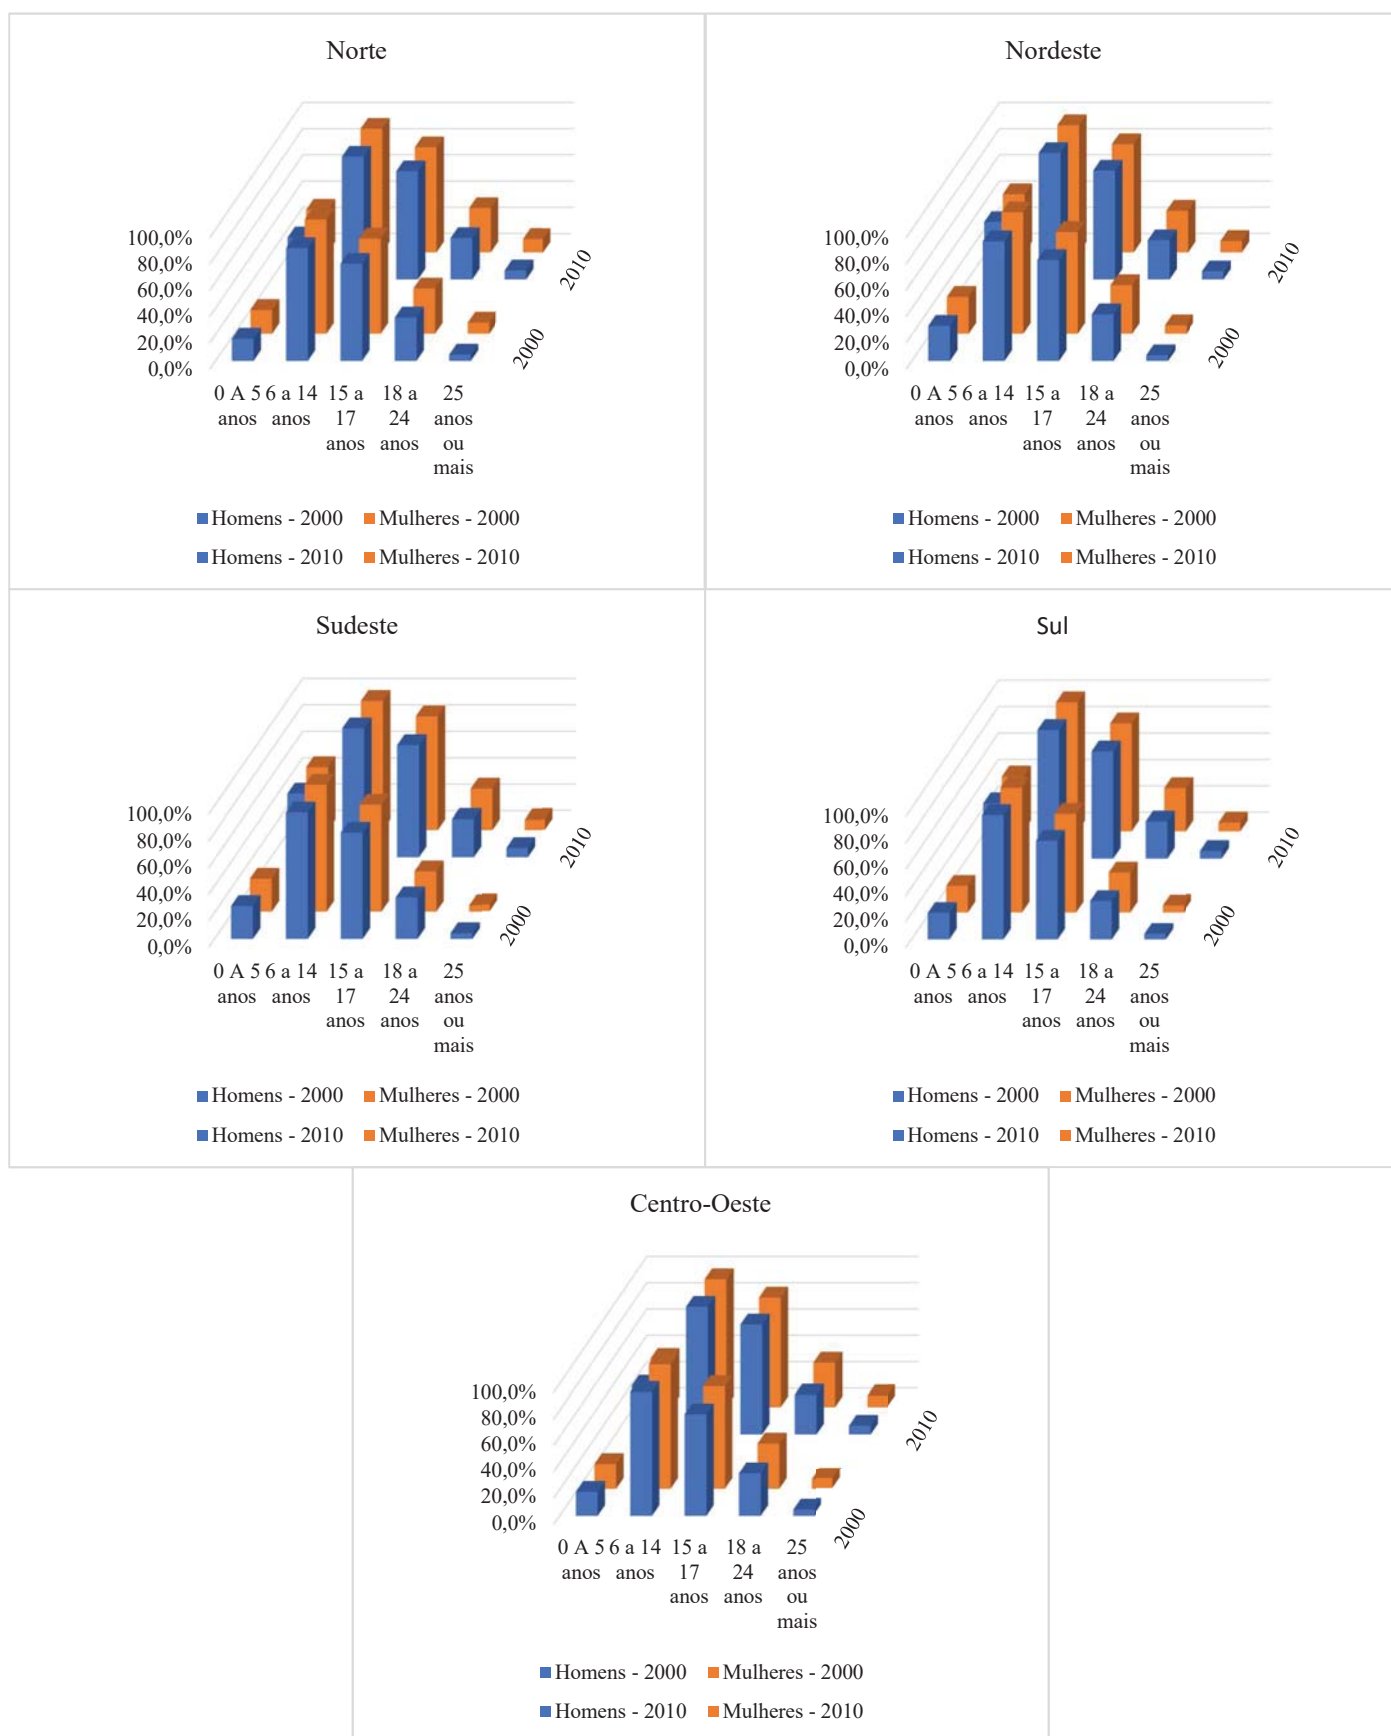 Norte
100,0%
80,0%
60,0%
40,0%
20,0%
0,0%
2010
2000
0 A 5 6 a 14 15 a 18 a 25
anos anos 17 24 anos
anos anos ou
mais
Homens - 2000 Mulheres - 2000
Homens - 2010 Mulheres - 2010
Nordeste
100,0%
80,0%
60,0%
40,0%
20,0%
0,0%
2010
2000
0 A 5 6 a 14 15 a 18 a 25
anos anos 17 24 anos
anos anos ou
mais
Homens - 2000 Mulheres - 2000
Homens - 2010 Mulheres - 2010
Sudeste
100,0%
80,0%
60,0%
40,0%
20,0%
0,0%
2010
2000
0 A 5 6 a 14 15 a 18 a 25
anos anos 17 24 anos
anos anos ou
mais
Homens - 2000 Mulheres - 2000
Homens - 2010 Mulheres - 2010
Sul
100,0%
80,0%
60,0%
40,0%
20,0%
0,0%
2010
2000
0 A 5 6 a 14 15 a 18 a 25
anos anos 17 24 anos
anos anos ou
mais
Homens - 2000 Mulheres - 2000
Homens - 2010 Mulheres - 2010
Centro-Oeste
100,0%
80,0%
60,0%
40,0%
20,0%
0,0%
2010
2000
0 A 5 6 a 14 15 a 18 a 25
anos anos 17 24 anos
anos anos ou
mais
Homens - 2000 Mulheres - 2000
Homens - 2010 Mulheres - 2010